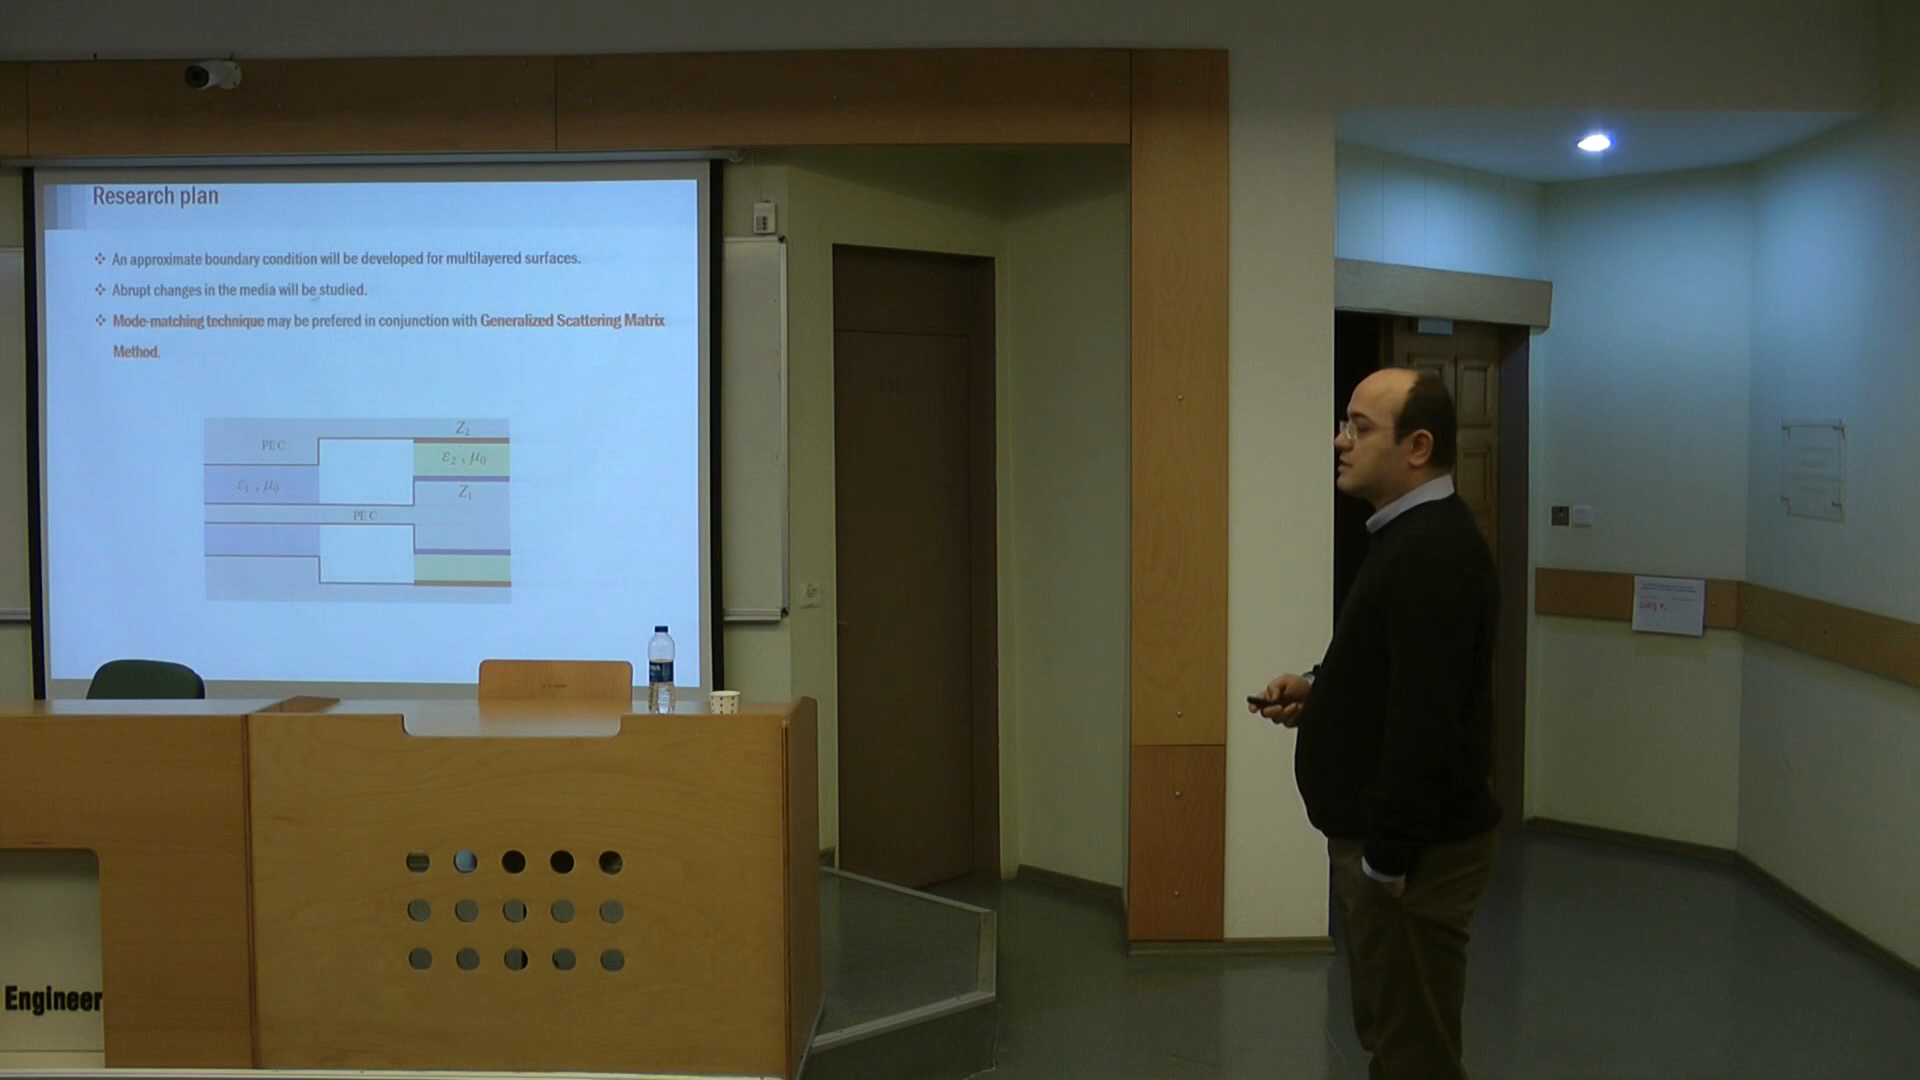 Research plan
❖ An approximate boundary condition will be developed for multilayered surfaces.
❖ Abrupt changes in the media will be studied.
❖ Mode-matching technique may be prefered in conjunction with Generalized Scattering Matrix
Method.
Z₂
PEC
ε₂ , μ₀
ε₁ , μ₀
Z₁
PEC
Engineer